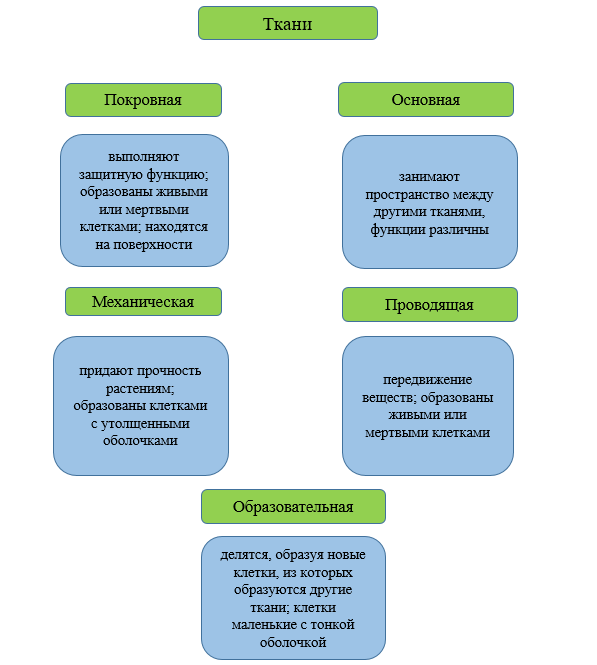 Ткани
Покровная
выполняют
защитную функцию;
образованы живыми
или мертвыми
клетками; находятся
на поверхности
Основная
занимают
пространство между
другими тканями,
функции различны
Механическая
придают прочность
растениям;
образованы клетками
с утолщенными
оболочками
Проводящая
передвижение
веществ; образованы
живыми или
мертвыми клетками
Образовательная
делятся, образуя новые
клетки, из которых
образуются другие
ткани; клетки
маленькие с тонкой
оболочкой